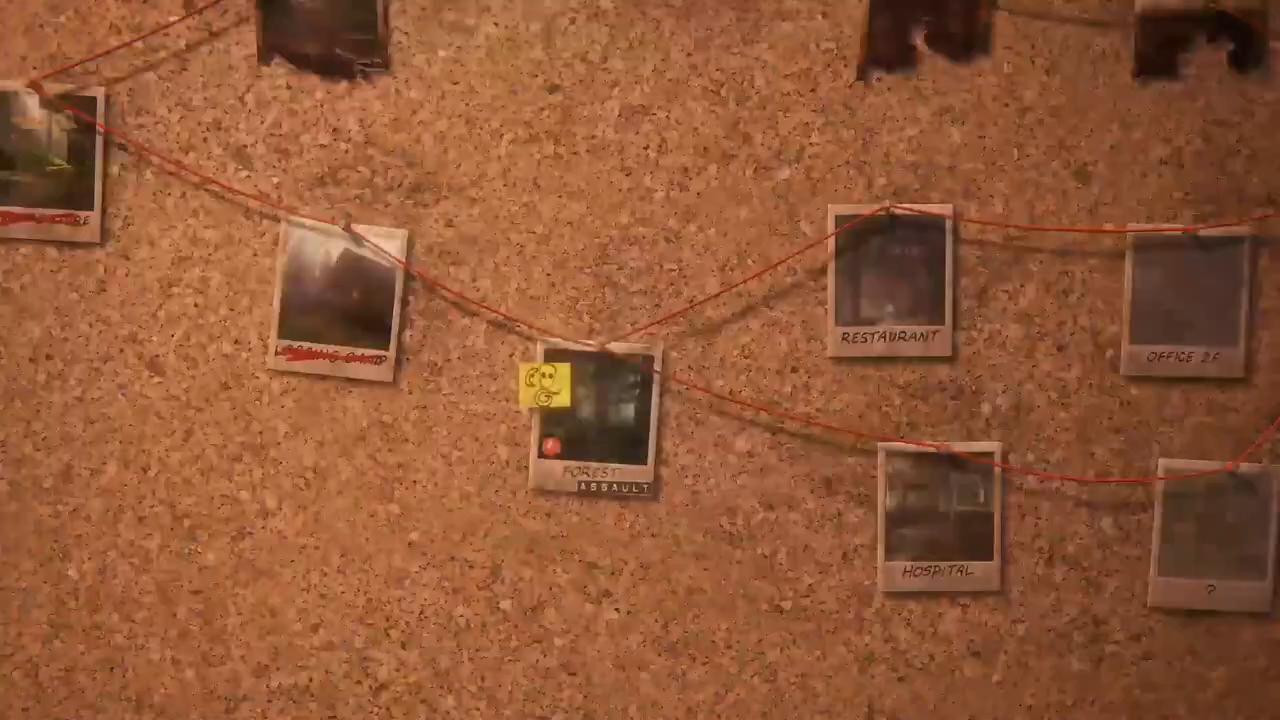 RESTAURANT
OFFICE 2F
FOREST
ASSAULT
HOSPITAL
?